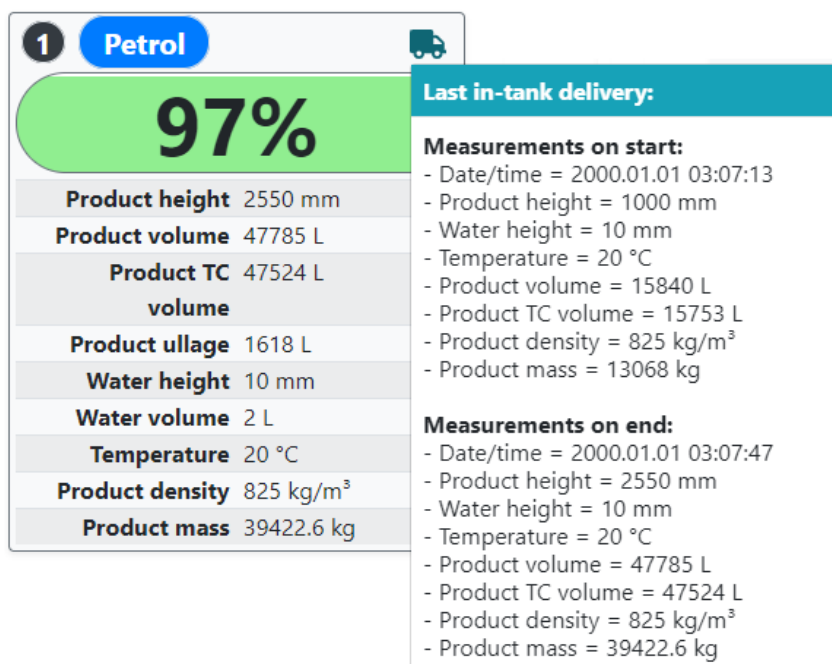 1 Petrol
97%
Product height 2550 mm
Product volume 47785 L
Product TC 47524 L
volume
Product ullage 1618 L
Water height 10 mm
Water volume 2 L
Temperature 20 °C
Product density 825 kg/m³
Product mass 39422.6 kg
Last in-tank delivery:
Measurements on start:
- Date/time = 2000.01.01 03:07:13
- Product height = 1000 mm
- Water height = 10 mm
- Temperature = 20 °C
- Product volume = 15840 L
- Product TC volume = 15753 L
- Product density = 825 kg/m³
- Product mass = 13068 kg
Measurements on end:
- Date/time = 2000.01.01 03:07:47
- Product height = 2550 mm
- Water height = 10 mm
- Temperature = 20 °C
- Product volume = 47785 L
- Product TC volume = 47524 L
- Product density = 825 kg/m³
- Product mass = 39422.6 kg